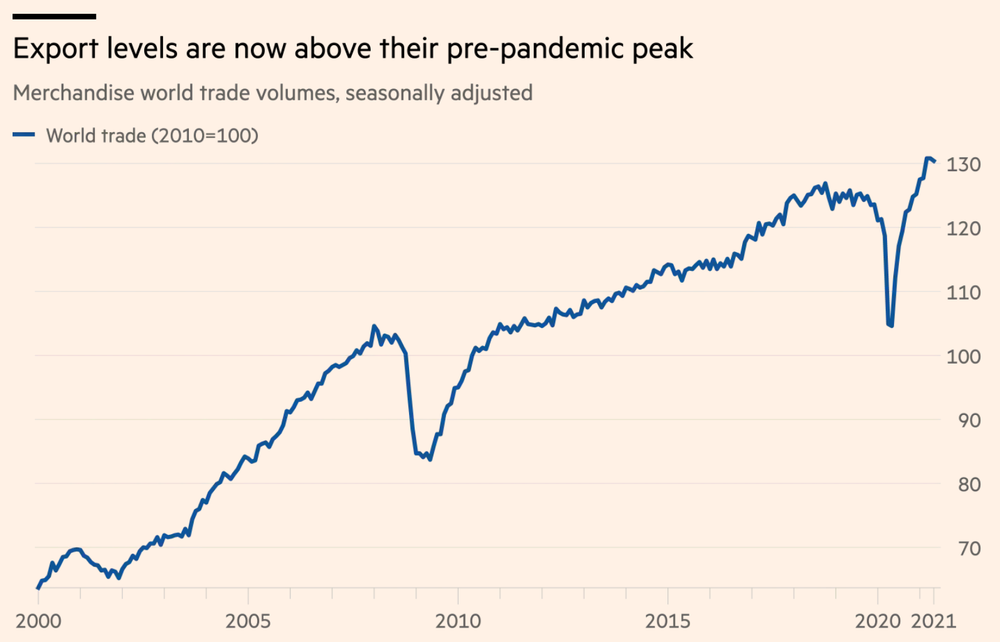 Export levels are now above their pre-pandemic peak
Merchandise world trade volumes, seasonally adjusted
World trade (2010=100)
130
120
110
100
90
80
70
2000 2005 2010 2015 2020 2021